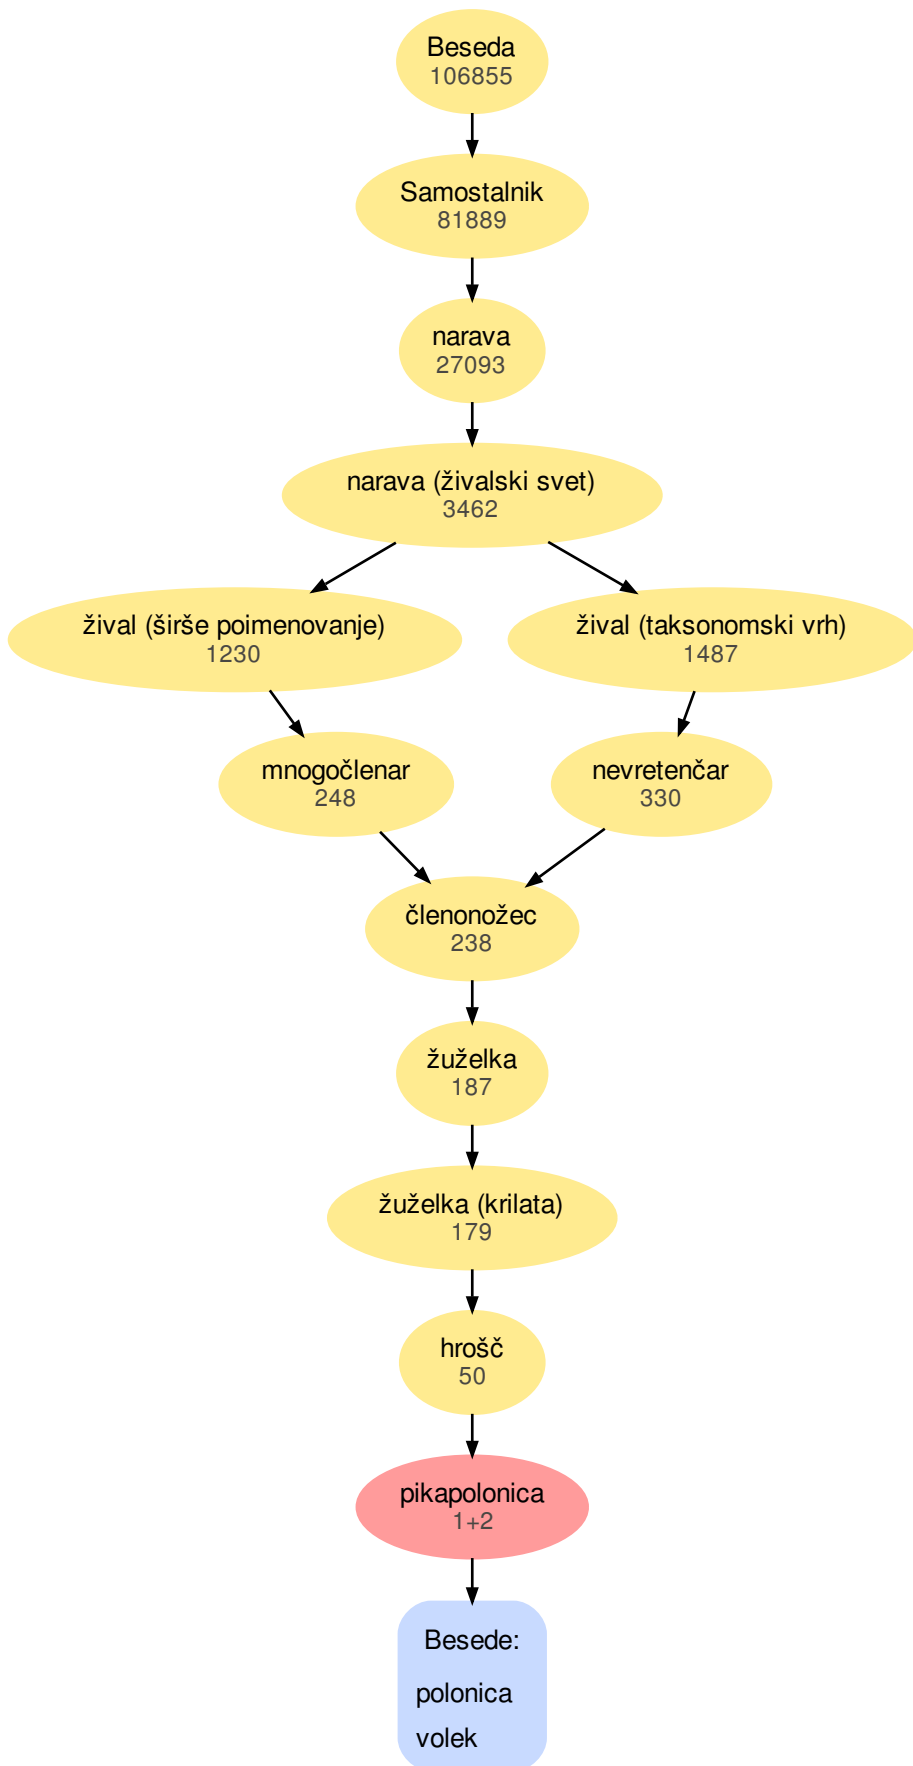 Beseda
106855
Samostalnik
81889
narava
27093
narava (živalski svet)
3462
žival (širše poimenovanje)
1230
žival (taksonomski vrh)
1487
mnogočlenar
248
nevretenčar
330
členonožec
238
žuželka
187
žuželka (krilata)
179
hrošč
50
pikapolonica
1+2
Besede:
polonica
volek